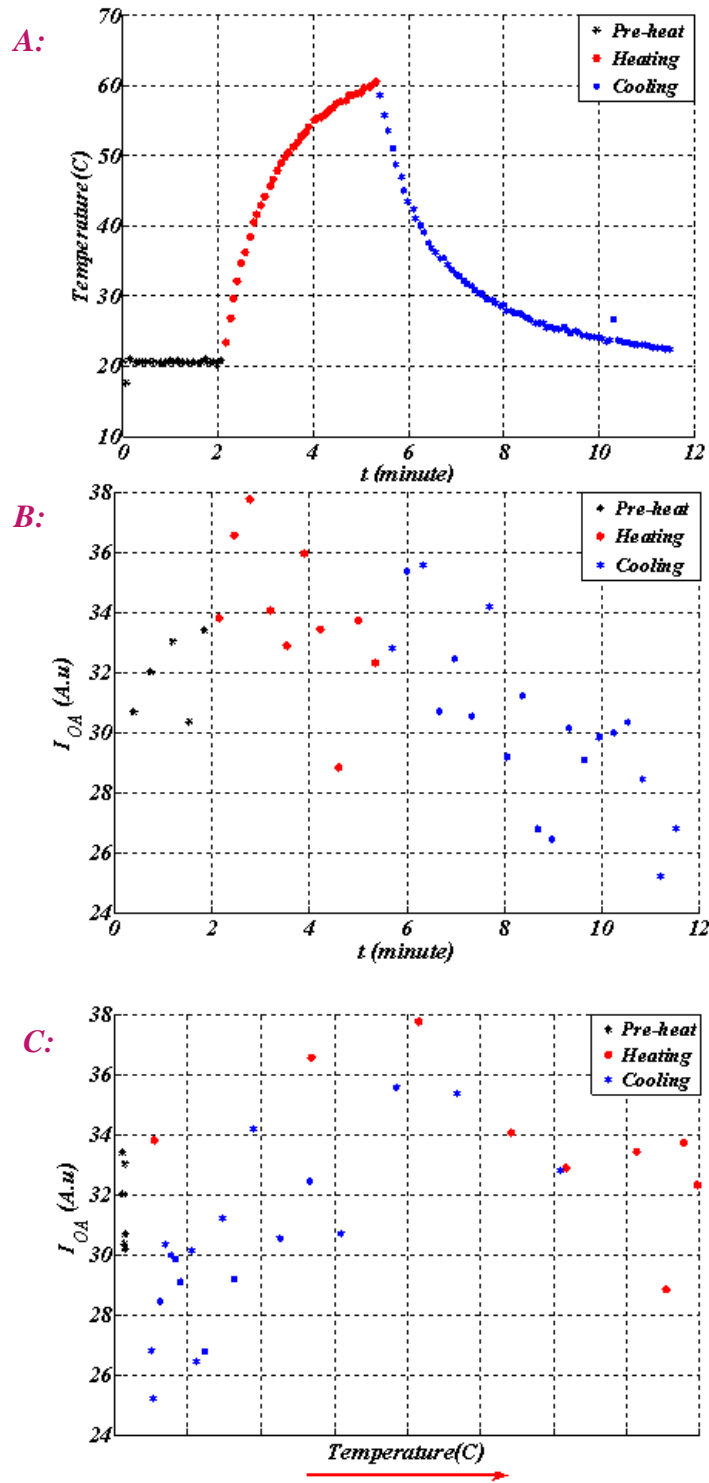 A:
70
60
50
40
30
20
10
Temperature(C)
Pre-heat
Heating
Cooling
0 2 4 6 8 10 12
t (minute)
B:
38
36
34
32
30
28
26
24
I_OA (A.u)
Pre-heat
Heating
Cooling
0 2 4 6 8 10 12
t (minute)
C:
38
36
34
32
30
28
26
24
I_OA (A.u)
Pre-heat
Heating
Cooling
Temperature(C)